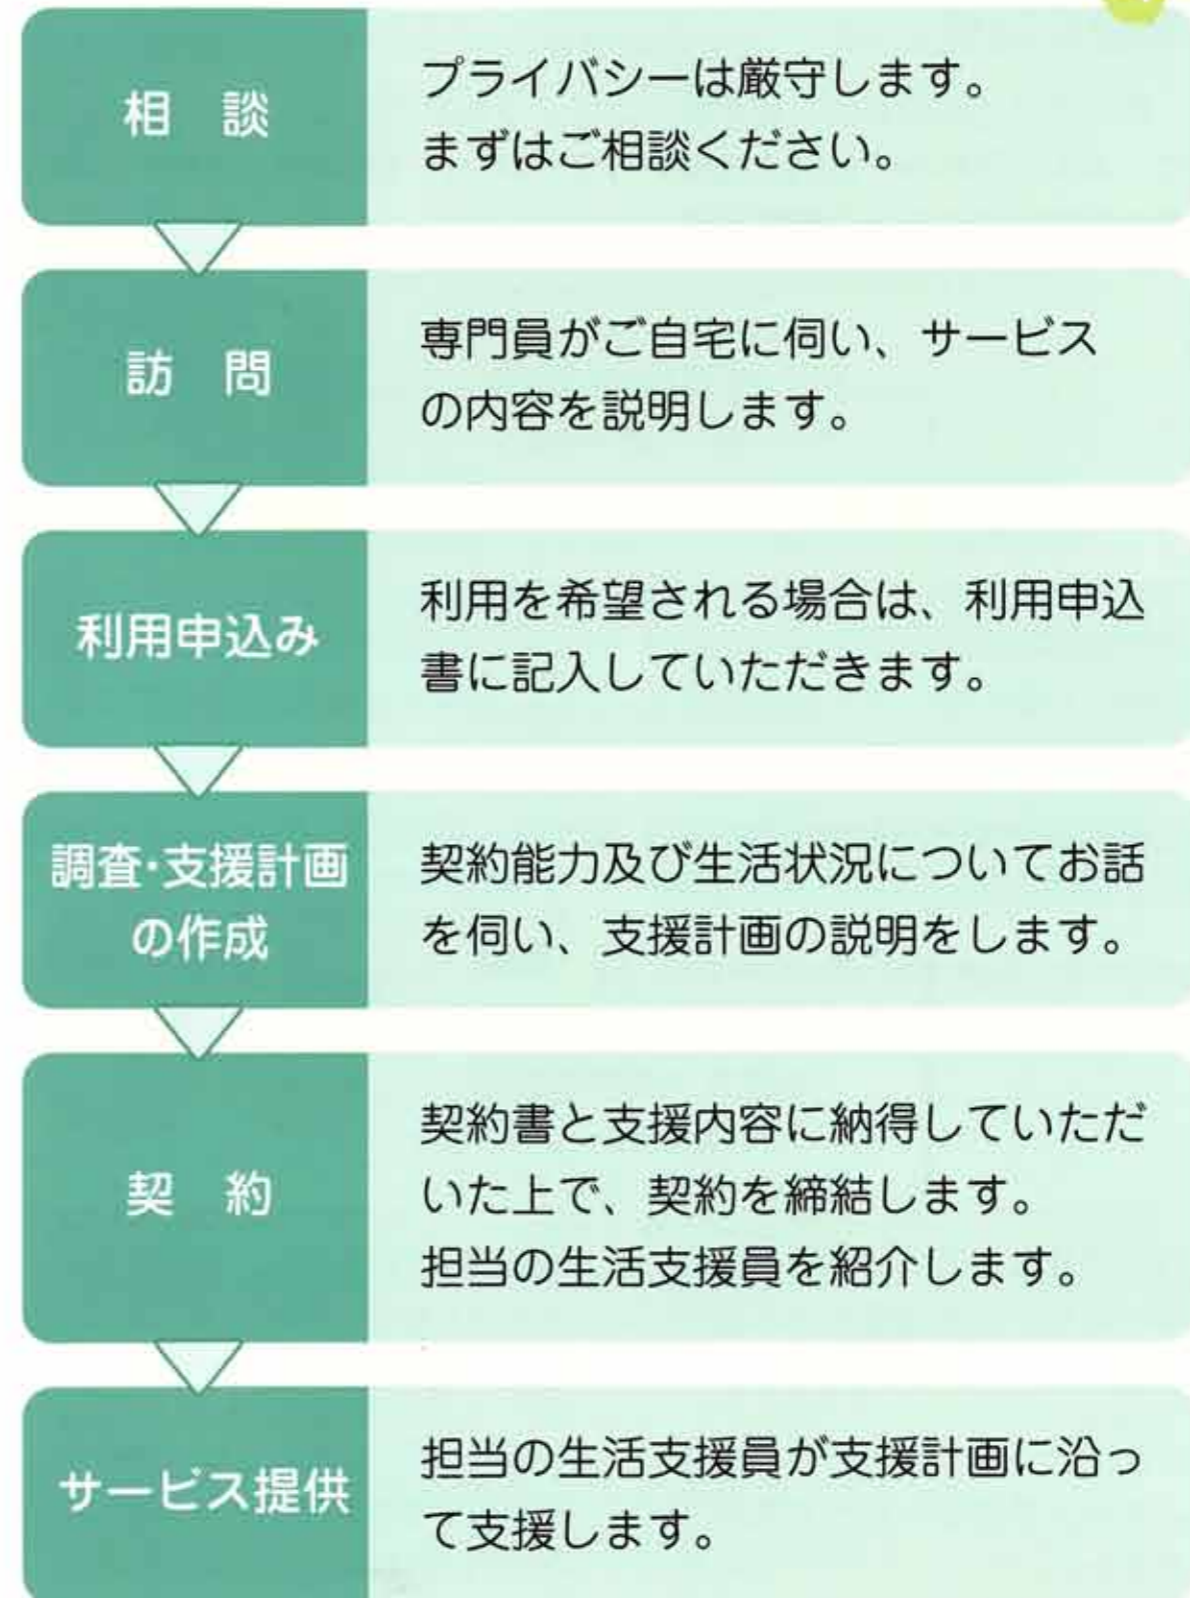 相　談
プライバシーは厳守します。
まずはご相談ください。
訪　問
専門員がご自宅に伺い、サービス
の内容を説明します。
利用申込み
利用を希望される場合は、利用申込
書に記入していただきます。
調査・支援計画
の作成
契約能力及び生活状況についてお話
を伺い、支援計画の説明をします。
契　約
契約書と支援内容に納得していただ
いた上で、契約を締結します。
担当の生活支援員を紹介します。
サービス提供
担当の生活支援員が支援計画に沿っ
て支援します。